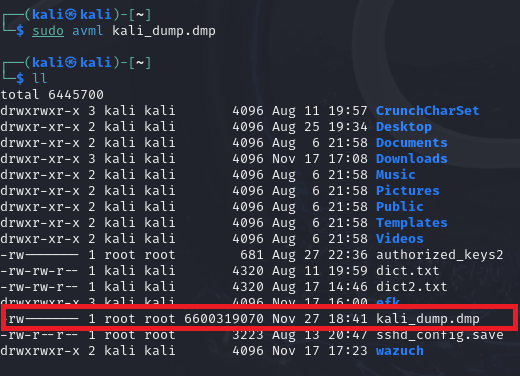 ┌──(kali㉿kali)-[~]
└─$ sudo avml kali_dump.dmp
┌──(kali㉿kali)-[~]
└─$ ll
total 6445700
drwxrwxr-x 3 kali kali 4096 Aug 11 19:57 CrunchCharSet
drwxr-xr-x 2 kali kali 4096 Aug 25 19:34 Desktop
drwxr-xr-x 2 kali kali 4096 Aug 6 21:58 Documents
drwxr-xr-x 3 kali kali 4096 Nov 17 17:08 Downloads
drwxr-xr-x 2 kali kali 4096 Aug 6 21:58 Music
drwxr-xr-x 2 kali kali 4096 Aug 6 21:58 Pictures
drwxr-xr-x 2 kali kali 4096 Aug 6 21:58 Public
drwxr-xr-x 2 kali kali 4096 Aug 6 21:58 Templates
drwxr-xr-x 2 kali kali 4096 Aug 6 21:58 Videos
-rw------- 1 root root 681 Aug 27 22:36 authorized_keys2
-rw-rw-r-- 1 kali kali 4320 Aug 11 19:59 dict.txt
-rw-rw-r-- 1 kali kali 4320 Aug 17 14:46 dict2.txt
drwxrwxr-x 3 kali kali 4096 Nov 17 16:00 efk
-rw------- 1 root root 6600319070 Nov 27 18:41 kali_dump.dmp
-rw-r--r-- 1 root root 3223 Aug 13 20:47 sshd_config.save
drwxrwxr-x 2 kali kali 4096 Nov 17 14:35 wazuch